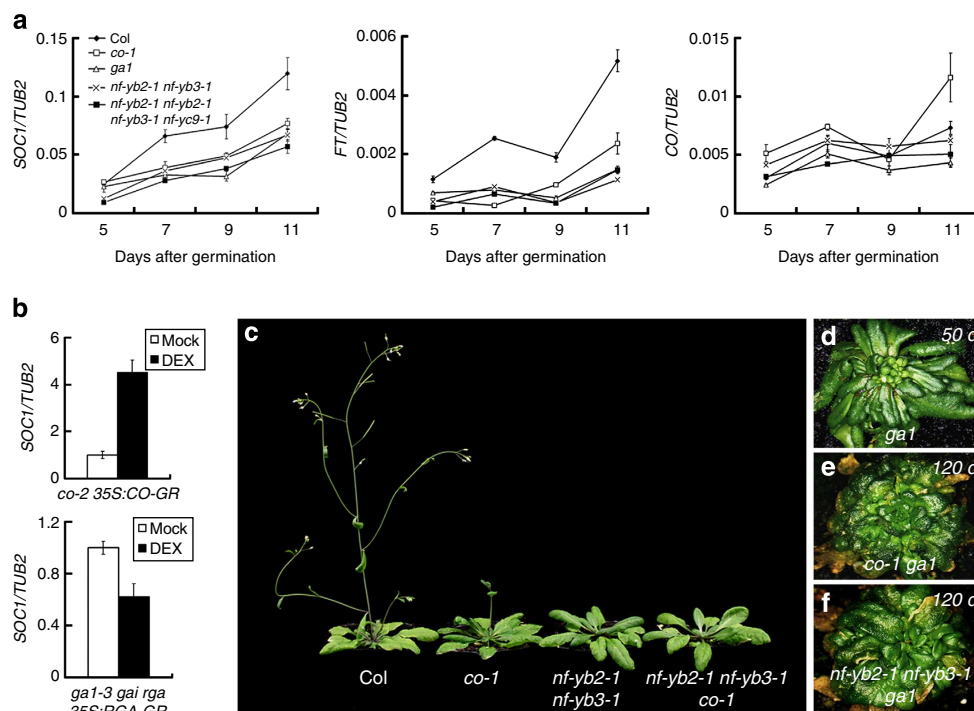 a
SOC1/TUB2
0.15
0.1
0.05
0
Col
co-1
ga1
nf-yb2-1 nf-yb3-1
nf-yb2-1 nf-yb2-1
nf-yb3-1 nf-yc9-1
5 7 9 11
Days after germination
FT/TUB2
0.006
0.004
0.002
0
5 7 9 11
Days after germination
CO/TUB2
0.015
0.01
0.005
0
5 7 9 11
Days after germination
b
SOC1/TUB2
6
4
2
0
Mock
DEX
co-2 35S:CO-GR
SOC1/TUB2
1.2
0.8
0.4
0
Mock
DEX
ga1-3 gai rga
35S:RGA-GR
c
Col
co-1
nf-yb2-1
nf-yb3-1
nf-yb2-1 nf-yb3-1
co-1
d
50 d
ga1
e
120 d
co-1 ga1
f
120 d
nf-yb2-1 nf-yb3-1
ga1